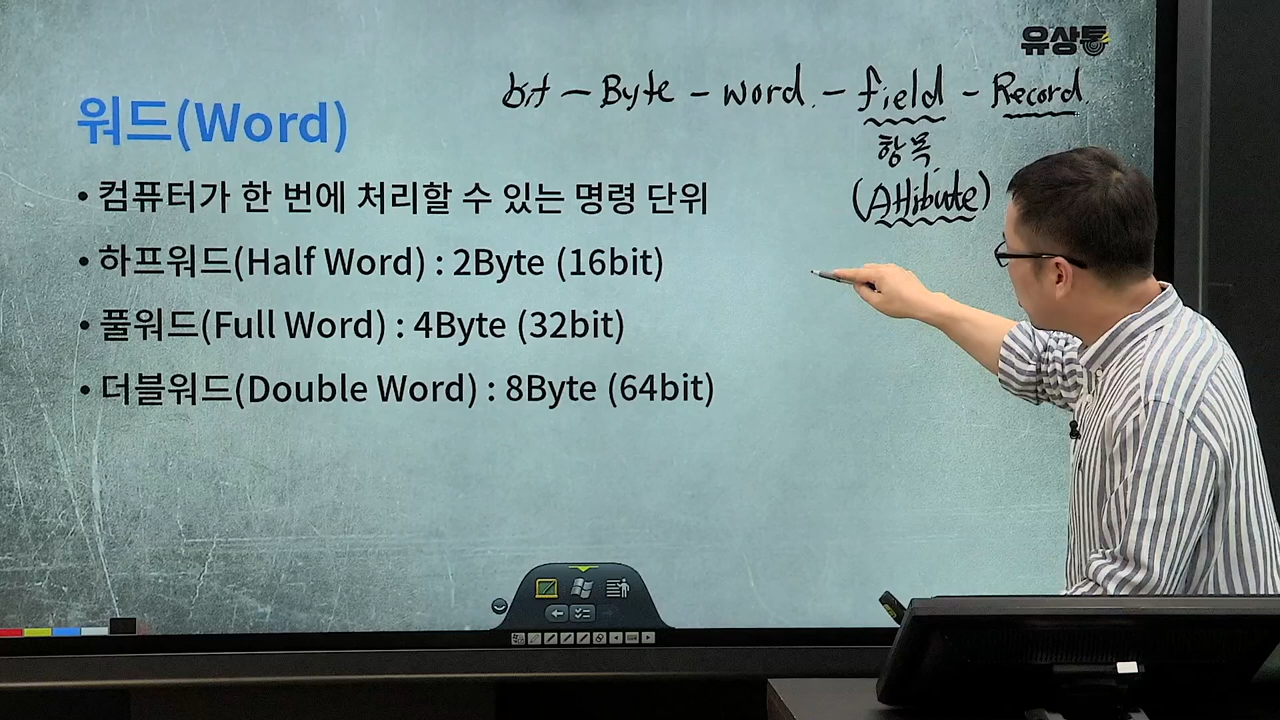 유상통
bit - Byte - word. - field - Record.
워드(Word)
항목
(Attibute)
• 컴퓨터가 한 번에 처리할 수 있는 명령 단위
• 하프워드(Half Word) : 2Byte (16bit)
• 풀워드(Full Word) : 4Byte (32bit)
• 더블워드(Double Word) : 8Byte (64bit)